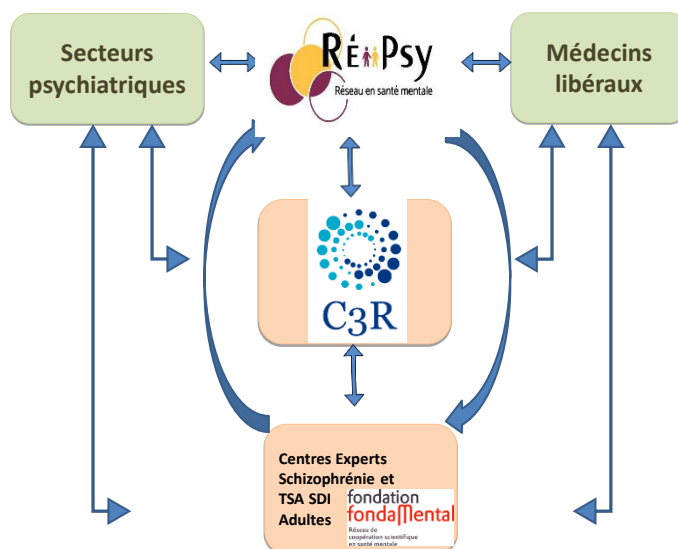 Secteurs
psychiatriques
RÉPsy
Réseau en santé mentale
Médecins
libéraux
C3R
Centres Experts
Schizophrénie et
TSA SDI
Adultes
fondation
fondaMental
Réseau de
coopération scientifique
en santé mentale